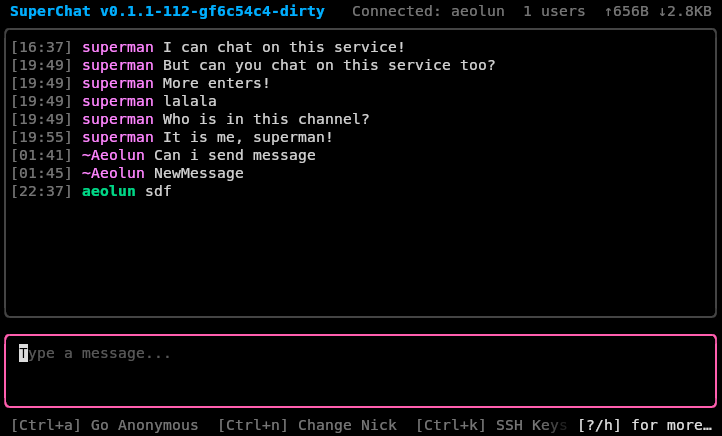 SuperChat v0.1.1-112-gf6c54c4-dirty Connected: aeolun 1 users ↑656B ↓2.8KB
[16:37] superman I can chat on this service!
[19:49] superman But can you chat on this service too?
[19:49] superman More enters!
[19:49] superman lalala
[19:49] superman Who is in this channel?
[19:55] superman It is me, superman!
[01:41] ~Aeolun Can i send message
[01:45] ~Aeolun NewMessage
[22:37] aeolun sdf
Type a message...
[Ctrl+a] Go Anonymous [Ctrl+n] Change Nick [Ctrl+k] SSH Keys [?/h] for more…